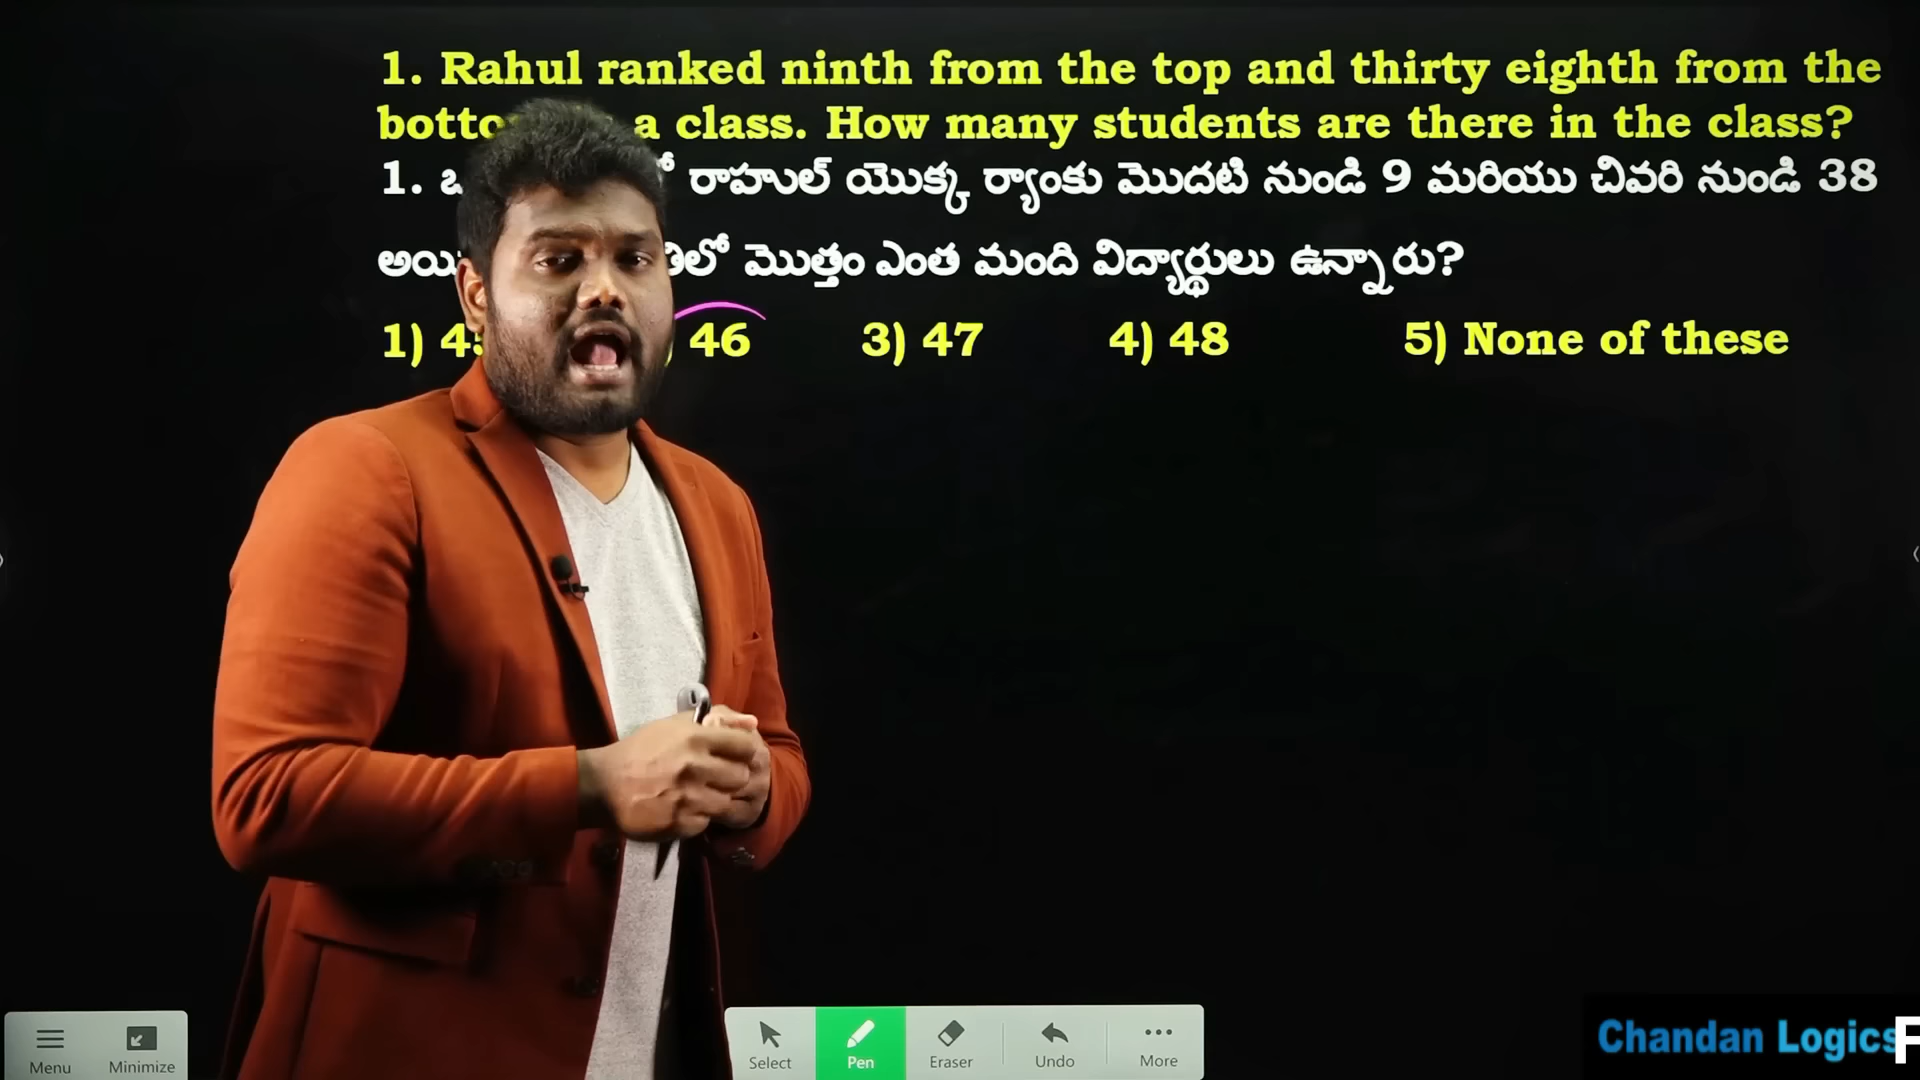 1. Rahul ranked ninth from the top and thirty eighth from the
a class. How many students are there in the class?
1. రాహుల్ యొక్క ర్యాంకు మొదటి నుండి 9 మరియు చివరి నుండి 38
మొత్తం ఎంత మంది విద్యార్థులు ఉన్నారు?
1) 46 3) 47 4) 48 5) None of these
Menu Minimize Select Pen Eraser Undo More
Chandan Logics